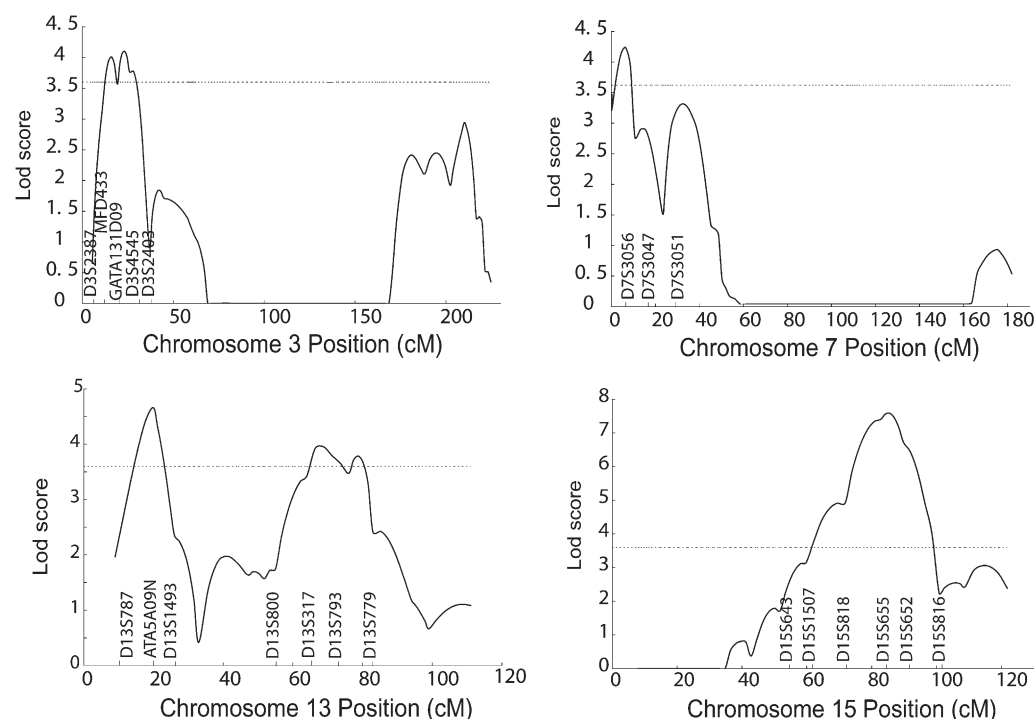 4. 5
4
3. 5
3
2. 5
2
1. 5
1
0. 5
0
Lod score
D3S2387
MFD433
GATA131D09
D3S4545
D3S2403
0 50 100 150 200
Chromosome 3 Position (cM)
4.5
4
3.5
3
2.5
2
1.5
1
0.5
0
Lod score
D7S3056
D7S3047
D7S3051
0 20 40 60 80 100 120 140 160 180
Chromosome 7 Position (cM)
5
4
3
2
1
0
Lod score
D13S787
ATA5A09N
D13S1493
D13S800
D13S317
D13S793
D13S779
0 20 40 60 80 100 120
Chromosome 13 Position (cM)
8
7
6
5
4
3
2
1
0
Lod score
D15S643
D15S1507
D15S818
D15S655
D15S652
D15S816
0 20 40 60 80 100 120
Chromosome 15 Position (cM)